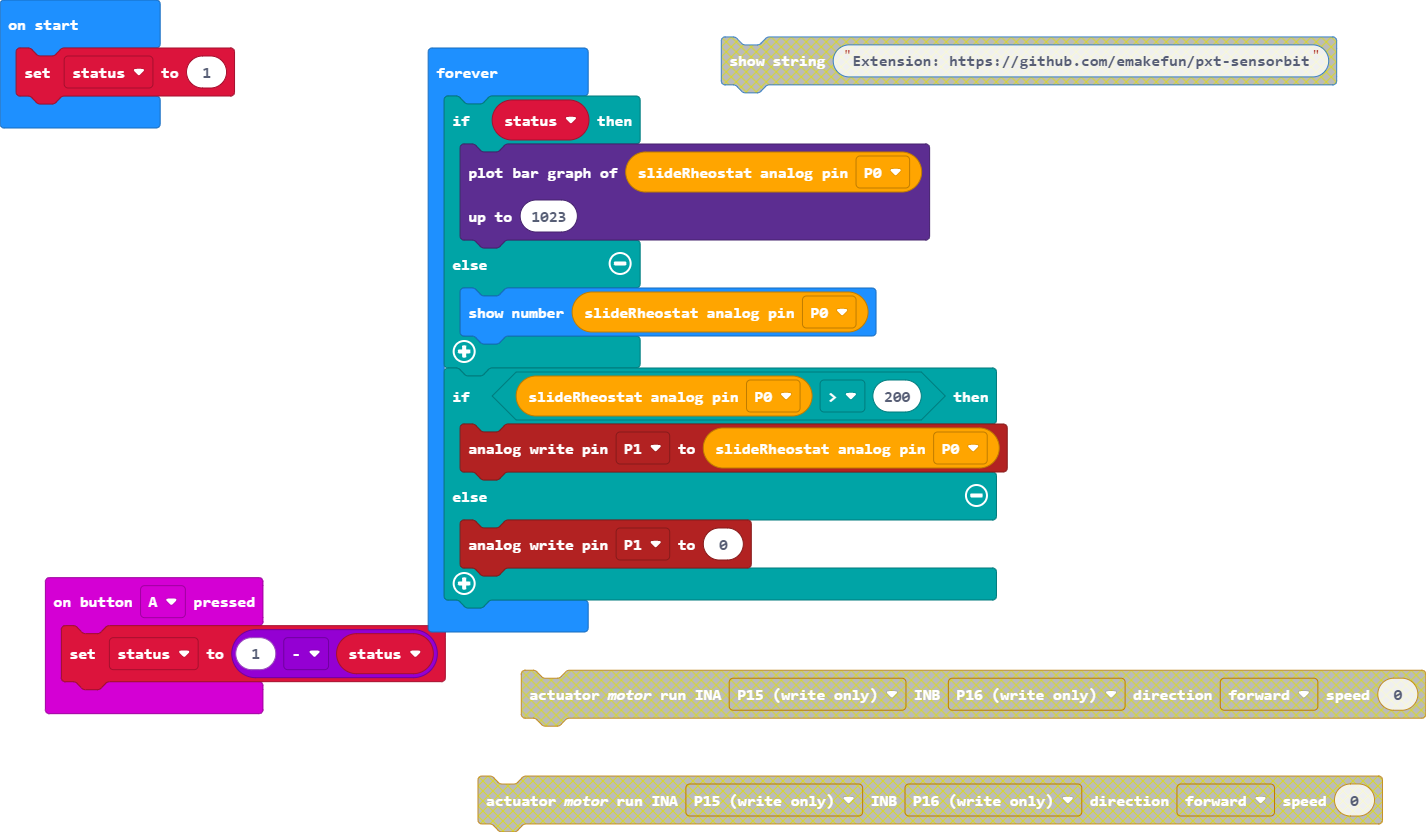 on start
set status to 1
forever
if status then
plot bar graph of slideRheostat analog pin P0
up to 1023
else
show number slideRheostat analog pin P0
if slideRheostat analog pin P0 > 200 then
analog write pin P1 to slideRheostat analog pin P0
else
analog write pin P1 to 0
show string "Extension: https://github.com/emakefun/pxt-sensorbit"
on button A pressed
set status to 1 - status
actuator motor run INA P15 (write only) INB P16 (write only) direction forward speed 0
actuator motor run INA P15 (write only) INB P16 (write only) direction forward speed 0